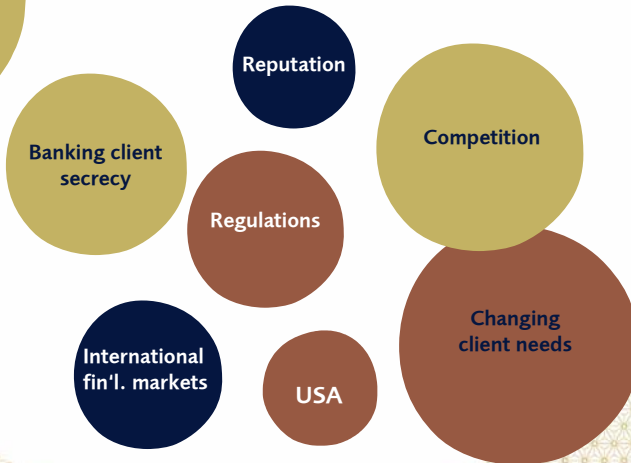 Reputation
Competition
Banking client
secrecy
Regulations
Changing
client needs
International
fin'l. markets
USA